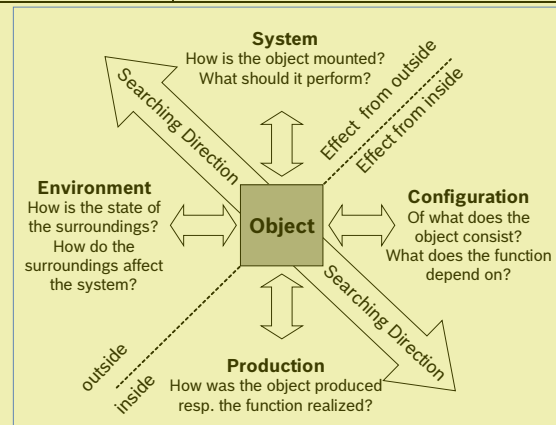 System
How is the object mounted?
What should it perform?
Searching Direction
Effect from outside
Effect from inside
Environment
How is the state of
the surroundings?
How do the
surroundings affect
the system?
Object
Configuration
Of what does the
object consist?
What does the function
depend on?
Searching Direction
outside
inside
Production
How was the object produced
resp. the function realized?